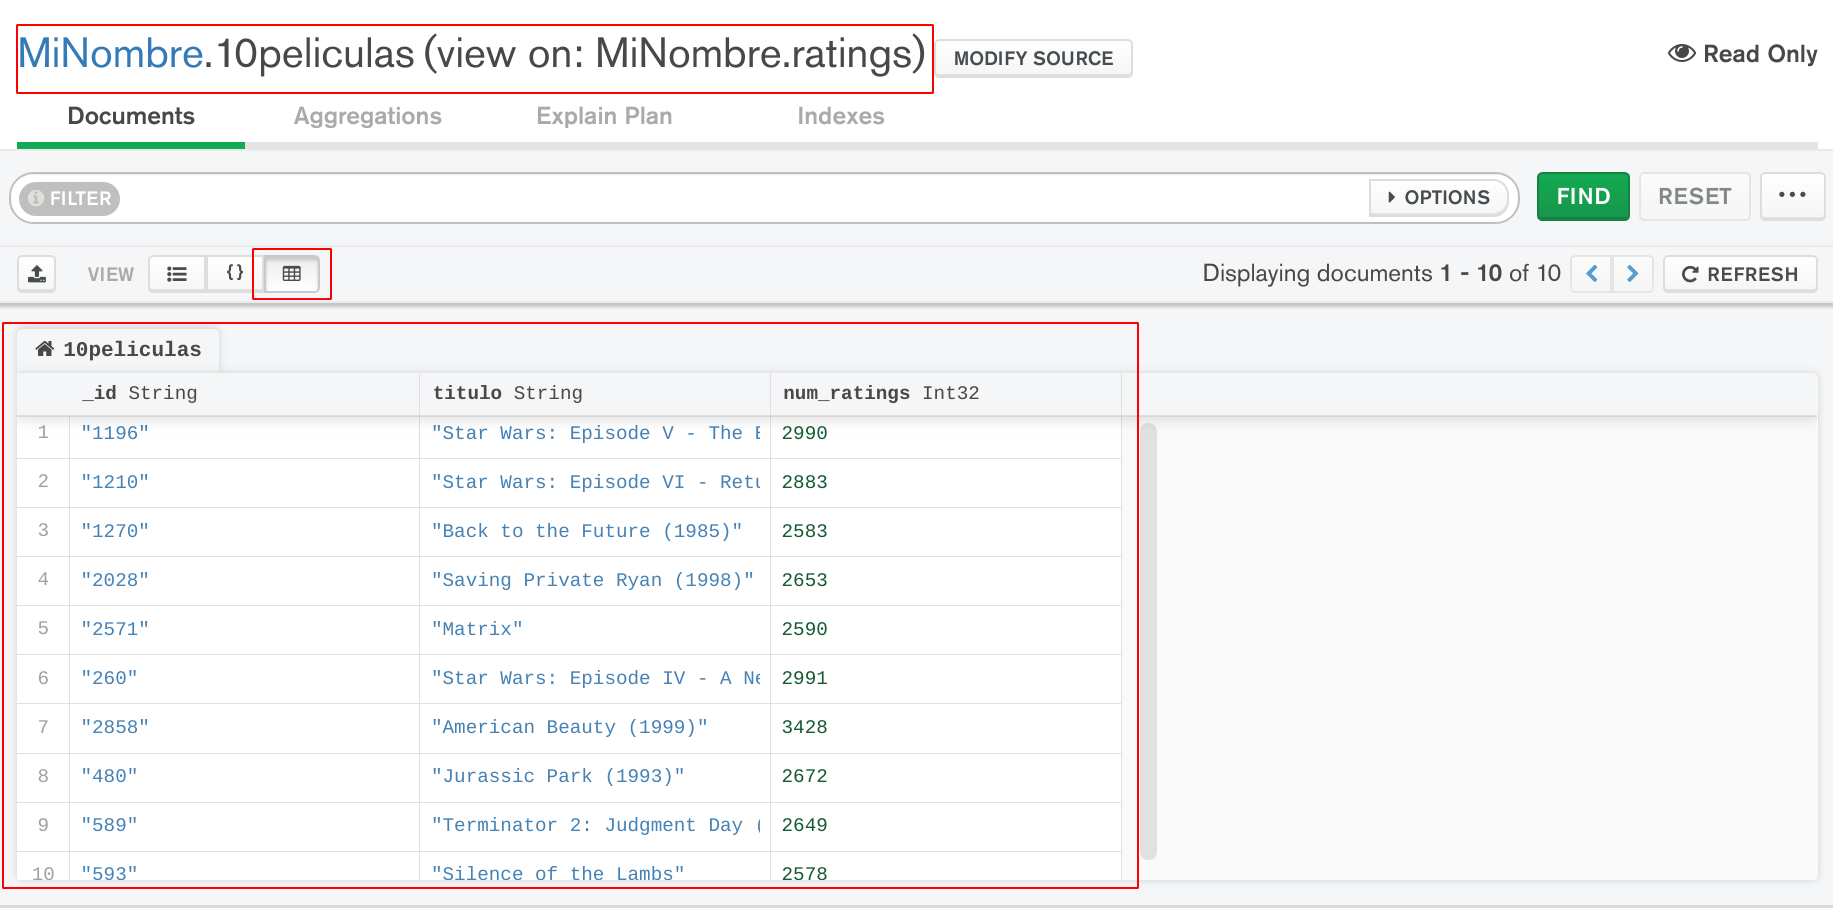 MiNombre.10peliculas (view on: MiNombre.ratings) MODIFY SOURCE Read Only
Documents Aggregations Explain Plan Indexes
FILTER OPTIONS FIND RESET ...
VIEW {} Displaying documents 1 - 10 of 10 REFRESH
10peliculas
_id String titulo String num_ratings Int32
1 "1196" "Star Wars: Episode V - The 2990
2 "1210" "Star Wars: Episode VI - Retu 2883
3 "1270" "Back to the Future (1985)" 2583
4 "2028" "Saving Private Ryan (1998)" 2653
5 "2571" "Matrix" 2590
6 "260" "Star Wars: Episode IV - A Ne 2991
7 "2858" "American Beauty (1999)" 3428
8 "480" "Jurassic Park (1993)" 2672
9 "589" "Terminator 2: Judgment Day ( 2649
10 "593" "Silence of the Lambs" 2578